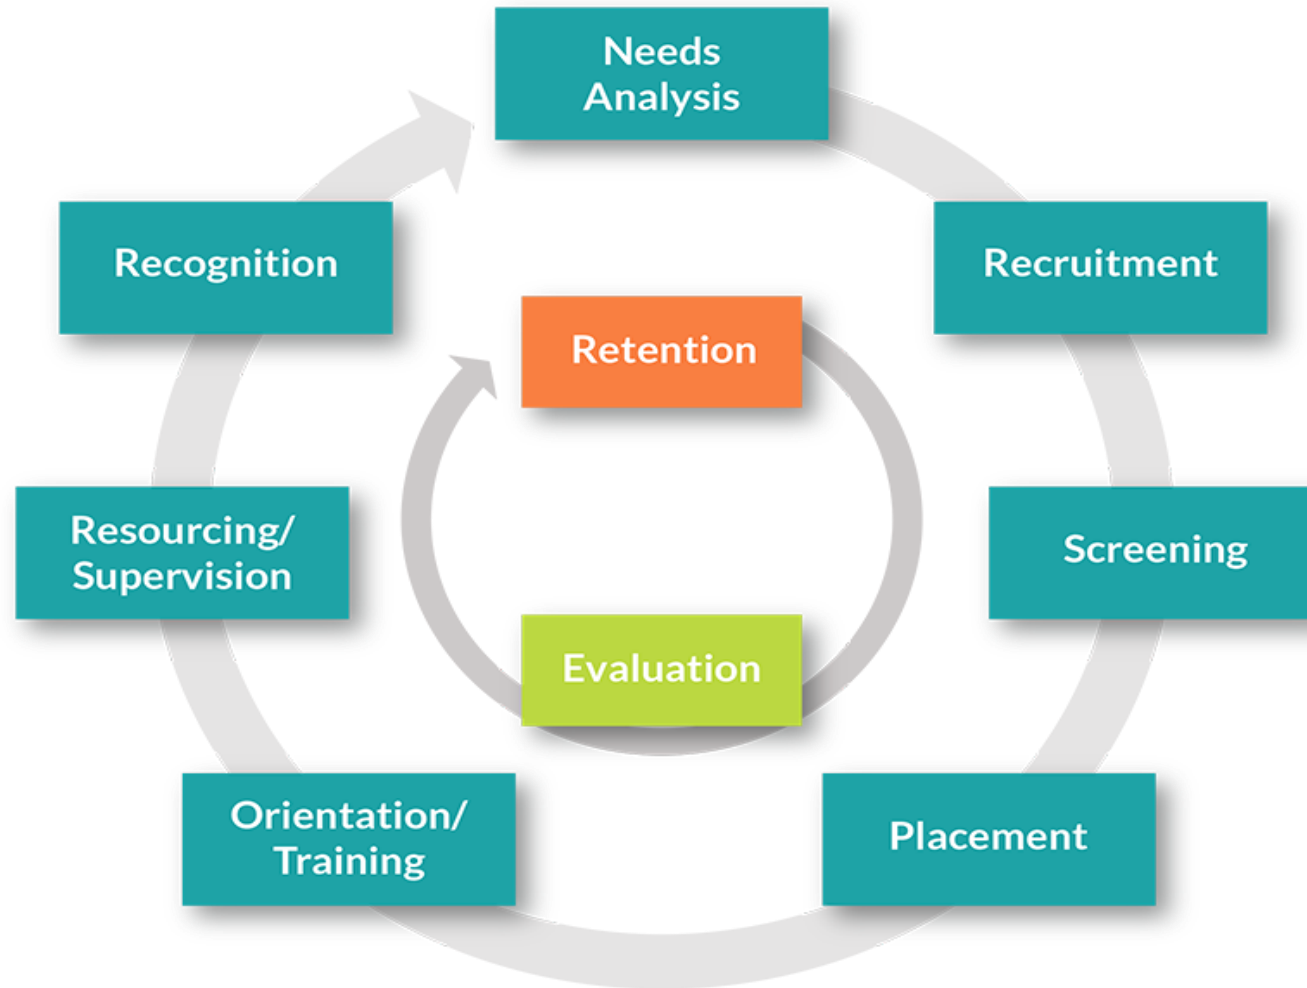 Needs
Analysis
Recognition
Recruitment
Retention
Resourcing/
Supervision
Screening
Evaluation
Orientation/
Training
Placement